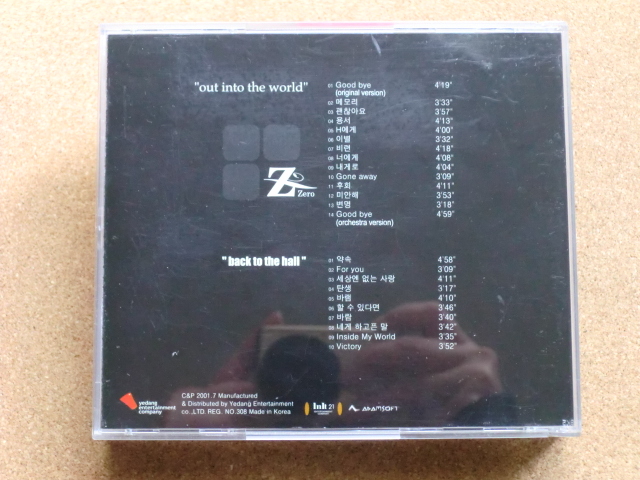 "out into the world"
01 Good bye 4'19"
(original version)
02 메모리 3'33"
03 괜찮아요 3'57"
04 용서 4'13"
05 H에게 4'00"
06 이별 3'32"
07 비련 4'18"
08 너에게 4'08"
09 내게로 4'04"
10 Gone away 3'09"
11 후회 4'11"
12 미안해 3'53"
13 변명 3'18"
14 Good bye 4'59"
(orchestra version)
Z
Zero
"back to the hall"
01 약속 4'58"
02 For you 3'09"
03 세상엔 없는 사랑 4'11"
04 탄생 3'17"
05 바램 4'10"
06 할 수 있다면 3'46"
07 바람 3'40"
08 네게 하고픈 말 3'42"
09 Inside My World 3'35"
10 Victory 3'52"
yedang
entertainment
company
C&P 2001.7 Manufactured
& Distributed by Yedang Entertainment
co.,LTD. REG. NO.308 Made in Korea
Ink 21
ADAMSOFT